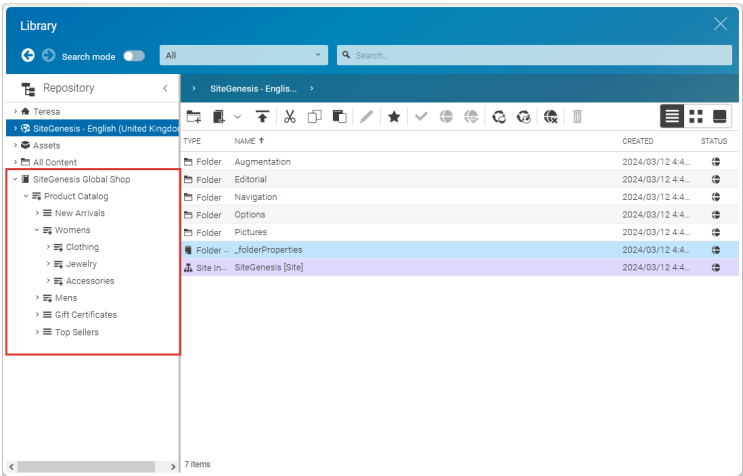 Library
Search mode
All
Search...
Repository
SiteGenesis - Englis...
Teresa
SiteGenesis - English (United Kingdo
Assets
All Content
SiteGenesis Global Shop
Product Catalog
New Arrivals
Womens
Clothing
Jewelry
Accessories
Mens
Gift Certificates
Top Sellers
TYPE NAME CREATED STATUS
Folder Augmentation 2024/03/12 4:4...
Folder Editorial 2024/03/12 4:4...
Folder Navigation 2024/03/12 4:4...
Folder Options 2024/03/12 4:4...
Folder Pictures 2024/03/12 4:4...
Folder ... _folderProperties 2024/03/12 4:4...
Site In... SiteGenesis [Site] 2024/03/12 4:4...
7 items